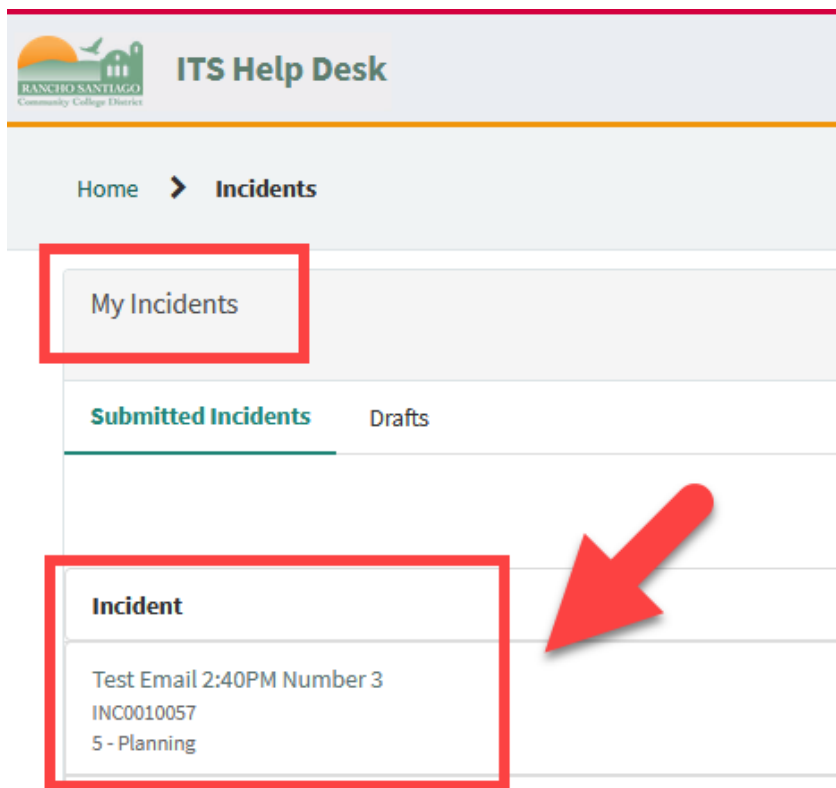 RANCHO SANTIAGO
Community College District
ITS Help Desk
Home > Incidents
My Incidents
Submitted Incidents Drafts
Incident
Test Email 2:40PM Number 3
INC0010057
5 - Planning